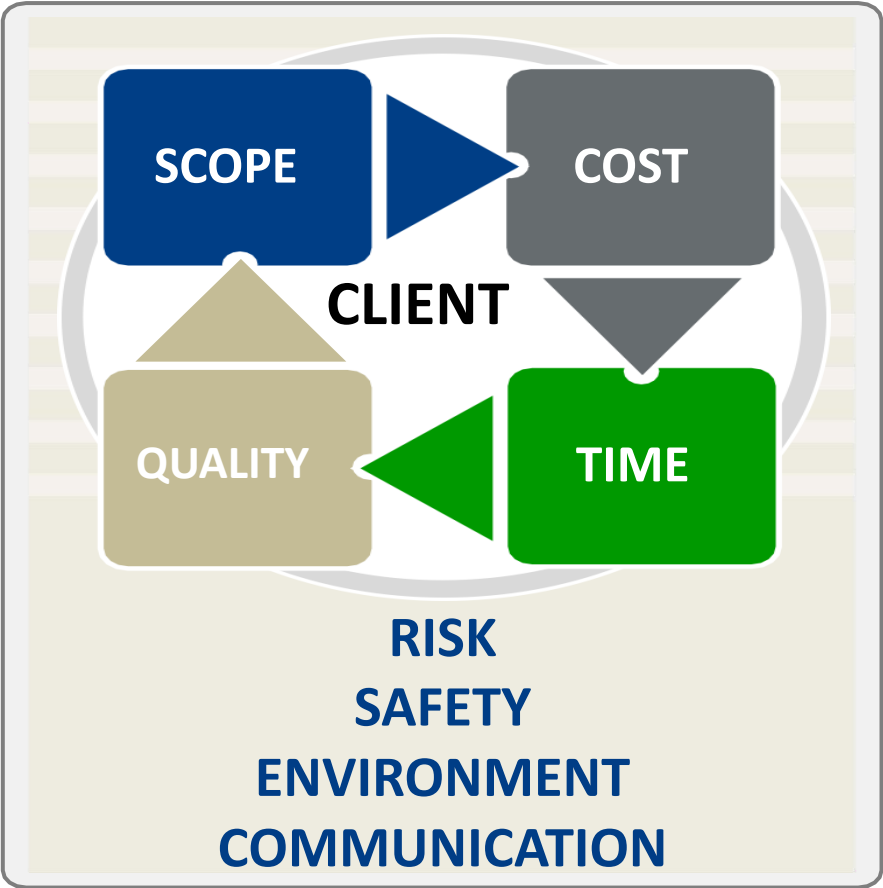 SCOPE
COST
CLIENT
QUALITY
TIME
RISK
SAFETY
ENVIRONMENT
COMMUNICATION